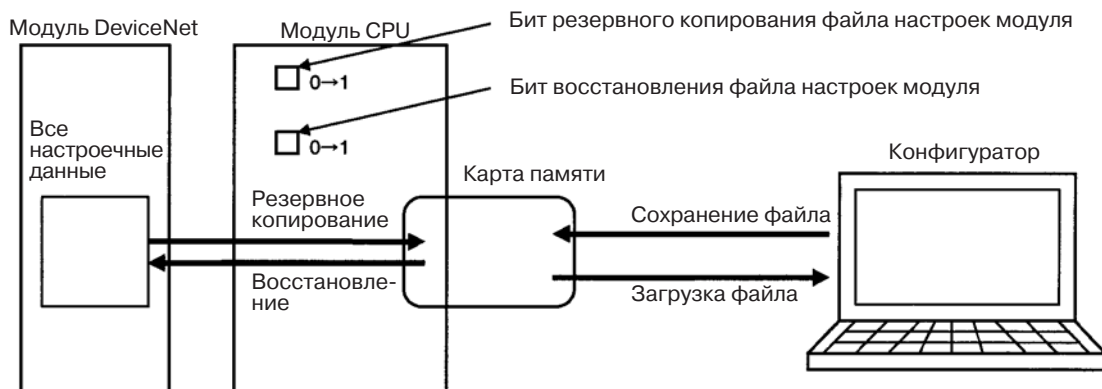 Бит резервного копирования файла настроек модуля
Модуль DeviceNet
Модуль CPU
0→1
Бит восстановления файла настроек модуля
0→1
Все
настроечные
данные
Конфигуратор
Карта памяти
Резервное
копирование
Сохранение файла
Восстановле-
ние
Загрузка файла